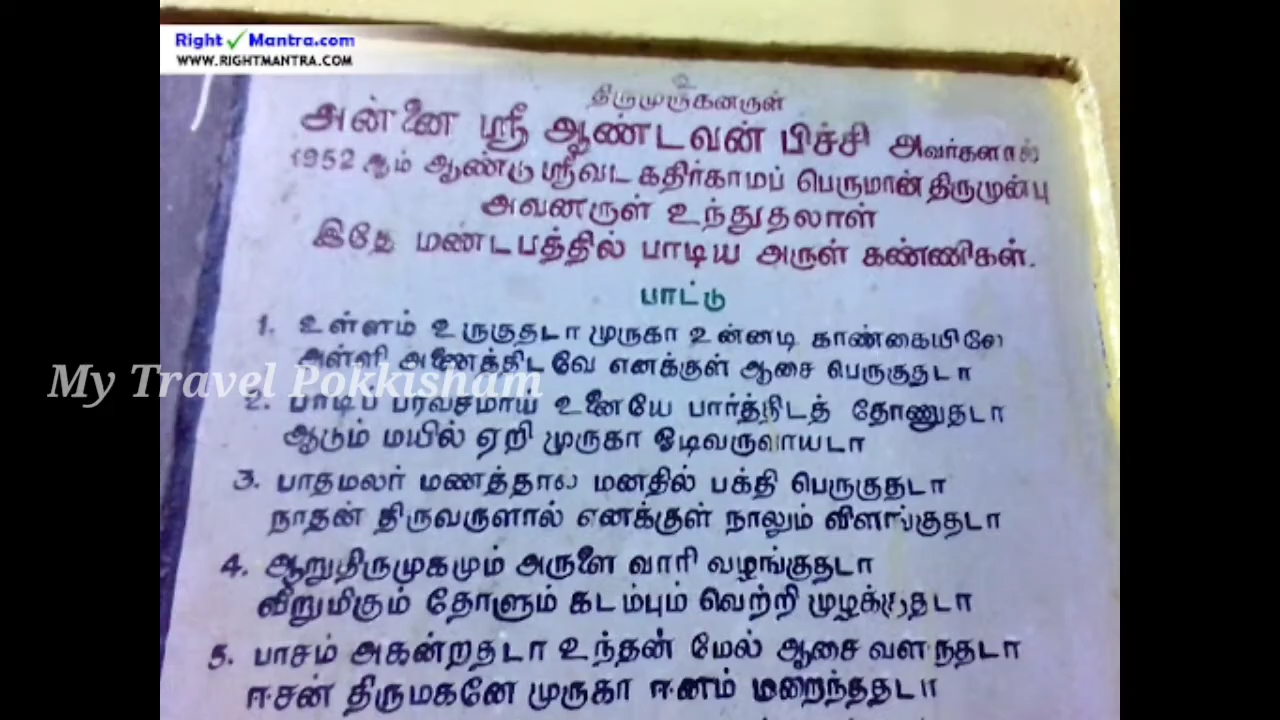 Right✓Mantra.com
WWW.RIGHTMANTRA.COM
உ
திருமுருகனருள்
அன்னை ஸ்ரீ ஆண்டவன் பிச்சி அவர்களால்
1952 ஆம் ஆண்டு ஸ்ரீவட கதிர்காமப் பெருமான் திருமுன்பு
அவனருள் உந்துதலாள்
இதே மண்டபத்தில் பாடிய அருள் கண்ணிகள்.
பாட்டு
1. உள்ளம் உருகுதடா முருகா உன்னடி காண்கையிலே
அள்ளி அணைத்திடவே எனக்குள் ஆசை பெருகுதடா
My Travel Pokkisham
2. பாடிப் பரவசமாய் உனையே பார்த்திடத் தோணுதடா
ஆடும் மயில் ஏறி முருகா ஓடிவருவாயடா
3. பாதமலர் மணத்தால் மனதில் பக்தி பெருகுதடா
நாதன் திருவருளால் எனக்குள் நாலும் விளங்குதடா
4. ஆறுதிருமுகமும் அருளை வாரி வழங்குதடா
வீறுமிகும் தோளும் கடம்பும் வெற்றி முழக்குதடா
5. பாசம் அகன்றதடா உந்தன் மேல் ஆசை வளர்நதடா
ஈசன் திருமகனே முருகா ஈனம் மறைந்ததடா